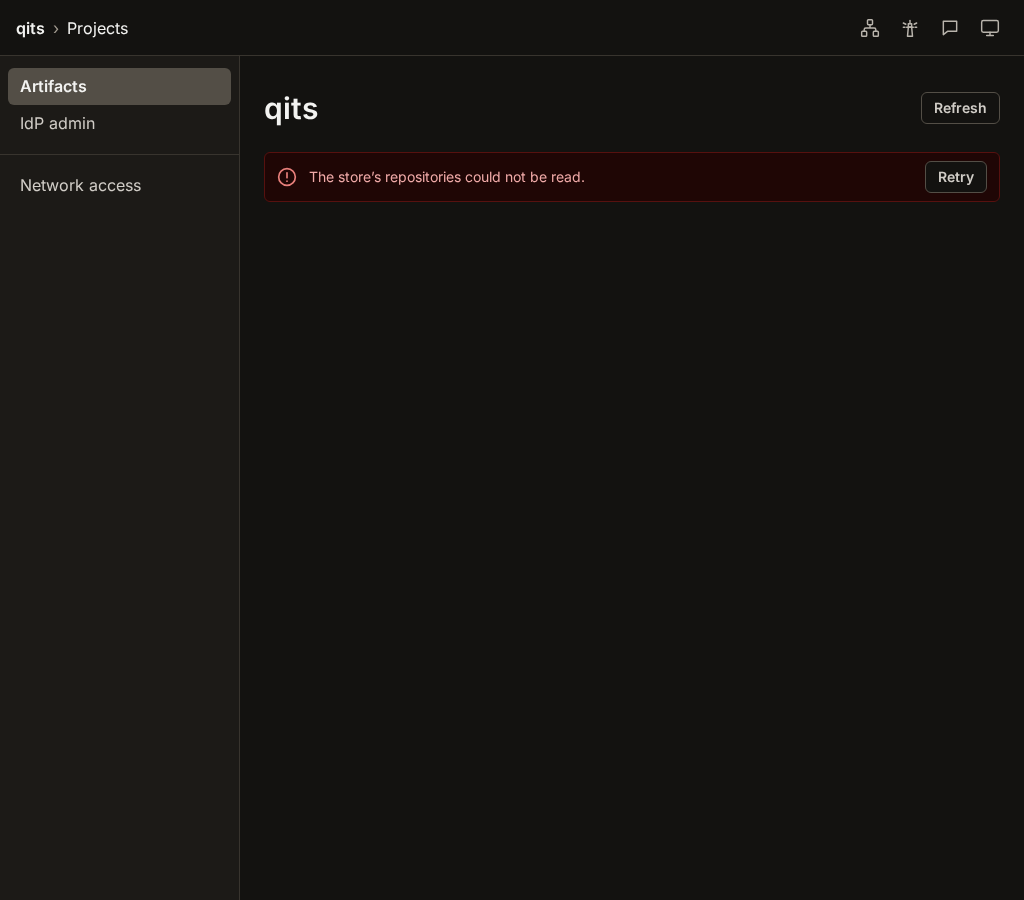 qits › Projects
Artifacts
IdP admin
Network access
qits
Refresh
The store’s repositories could not be read.
Retry